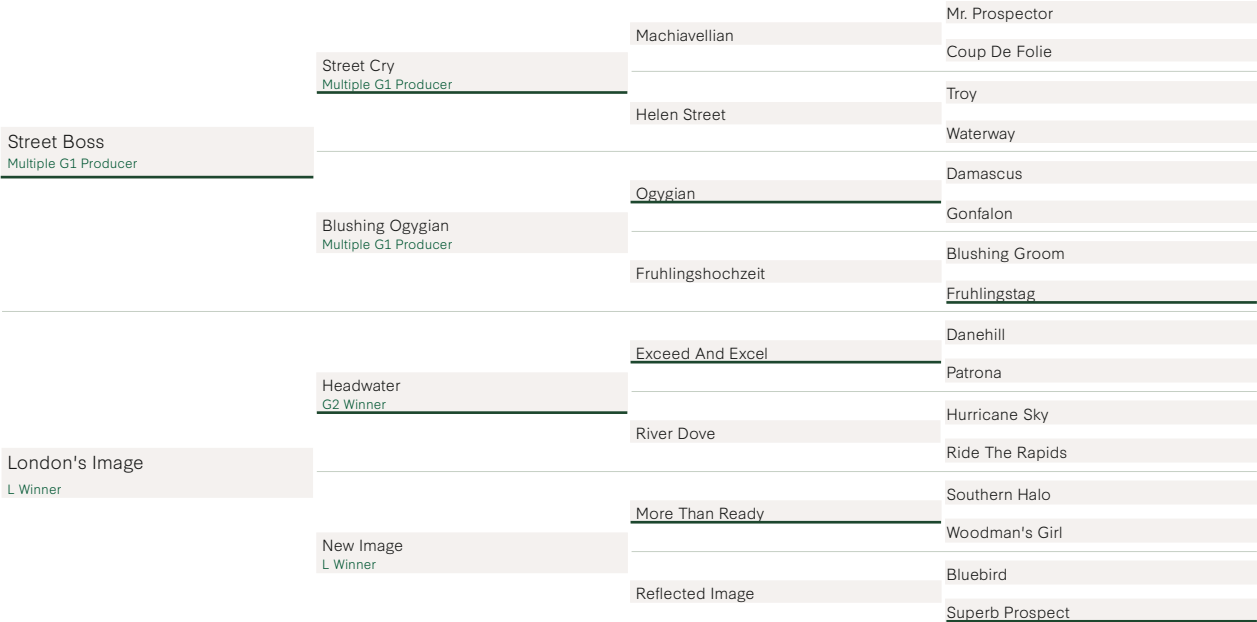 Street Boss
Multiple G1 Producer
London's Image
L Winner
Street Cry
Multiple G1 Producer
Blushing Ogygian
Multiple G1 Producer
Headwater
G2 Winner
New Image
L Winner
Machiavellian
Helen Street
Ogygian
Fruhlingshochzeit
Exceed And Excel
River Dove
More Than Ready
Reflected Image
Mr. Prospector
Coup De Folie
Troy
Waterway
Damascus
Gonfalon
Blushing Groom
Fruhlingstag
Danehill
Patrona
Hurricane Sky
Ride The Rapids
Southern Halo
Woodman's Girl
Bluebird
Superb Prospect